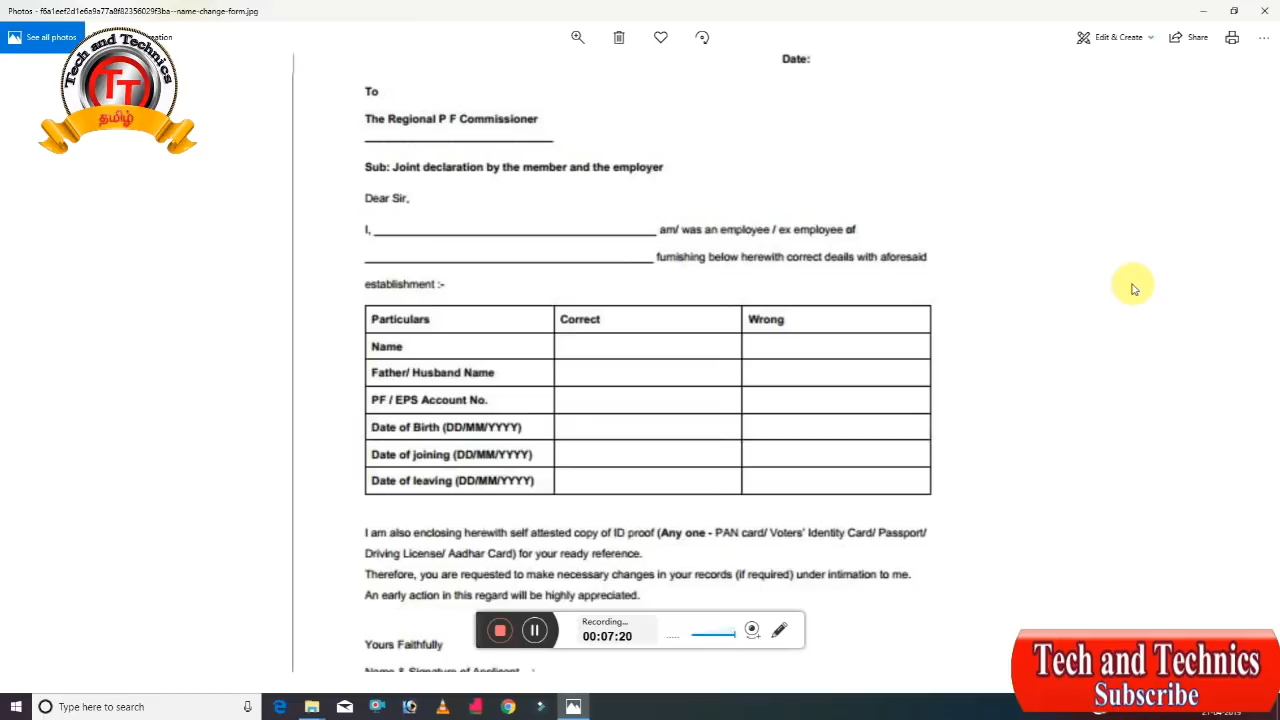 Photos - f6a1eef2d1e6a9a77a8f82356029f3ba--name-change-form.jpg
See all photos
Edit & Create
Share
Tech and Technics
TT
தமிழ்
Date:
To
The Regional P F Commissioner
Sub: Joint declaration by the member and the employer
Dear Sir,
I, am/ was an employee / ex employee of
furnishing below herewith correct deails with aforesaid
establishment :-
Particulars Correct Wrong
Name
Father/ Husband Name
PF / EPS Account No.
Date of Birth (DD/MM/YYYY)
Date of joining (DD/MM/YYYY)
Date of leaving (DD/MM/YYYY)
I am also enclosing herewith self attested copy of ID proof (Any one - PAN card/ Voters' Identity Card/ Passport/
Driving License/ Aadhar Card) for your ready reference.
Therefore, you are requested to make necessary changes in your records (if required) under intimation to me.
An early action in this regard will be highly appreciated.
Recording...
00:07:20
Yours Faithfully
Name & Signature of Applicant :
Tech and Technics
Subscribe
Type here to search